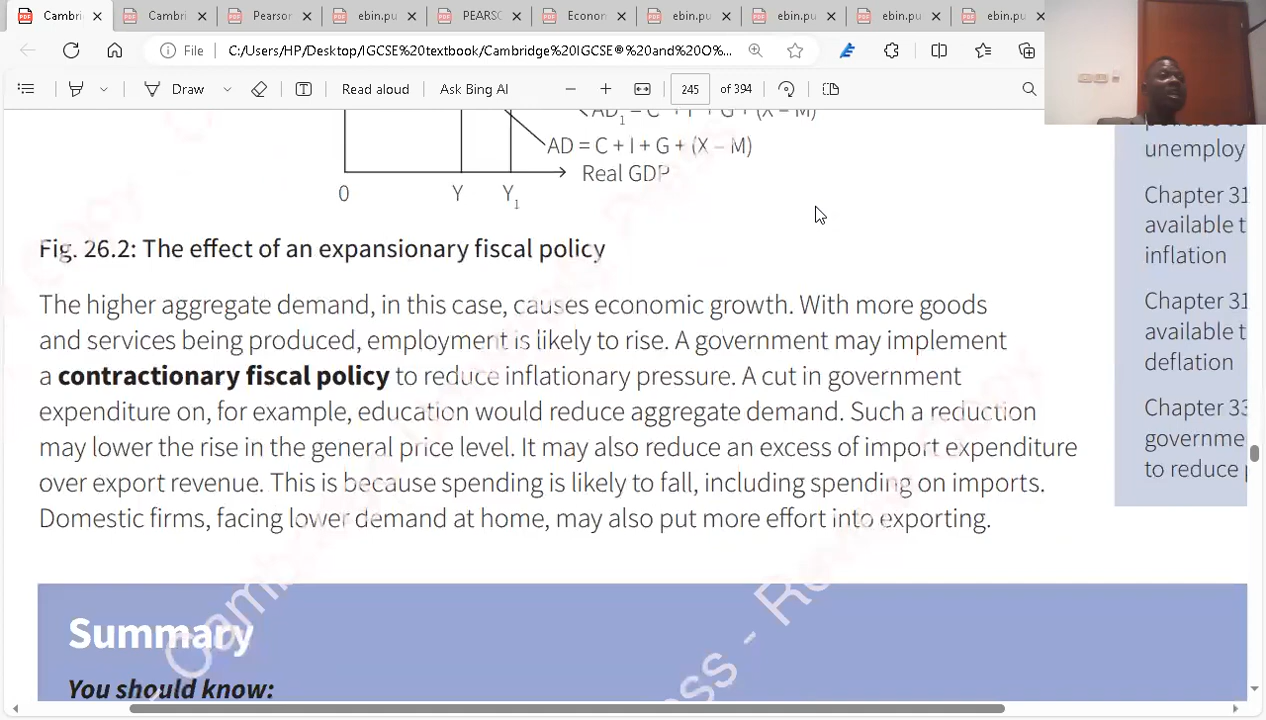 Cambri Cambri Pearson ebin.pu PEARSO Econom ebin.pu ebin.pu ebin.pu ebin.pu
File C:/Users/HP/Desktop/IGCSE%20textbook/Cambridge%20IGCSE®%20and%20O%...
Draw Read aloud Ask Bing AI 245 of 394
AD1 = C + I + G + (X – M)
AD = C + I + G + (X – M)
Real GDP
0 Y Y1
Fig. 26.2: The effect of an expansionary fiscal policy
The higher aggregate demand, in this case, causes economic growth. With more goods
and services being produced, employment is likely to rise. A government may implement
a contractionary fiscal policy to reduce inflationary pressure. A cut in government
expenditure on, for example, education would reduce aggregate demand. Such a reduction
may lower the rise in the general price level. It may also reduce an excess of import expenditure
over export revenue. This is because spending is likely to fall, including spending on imports.
Domestic firms, facing lower demand at home, may also put more effort into exporting.
Summary
You should know:
unemploy
Chapter 31
available t
inflation
Chapter 31
available t
deflation
Chapter 33
governme
to reduce p